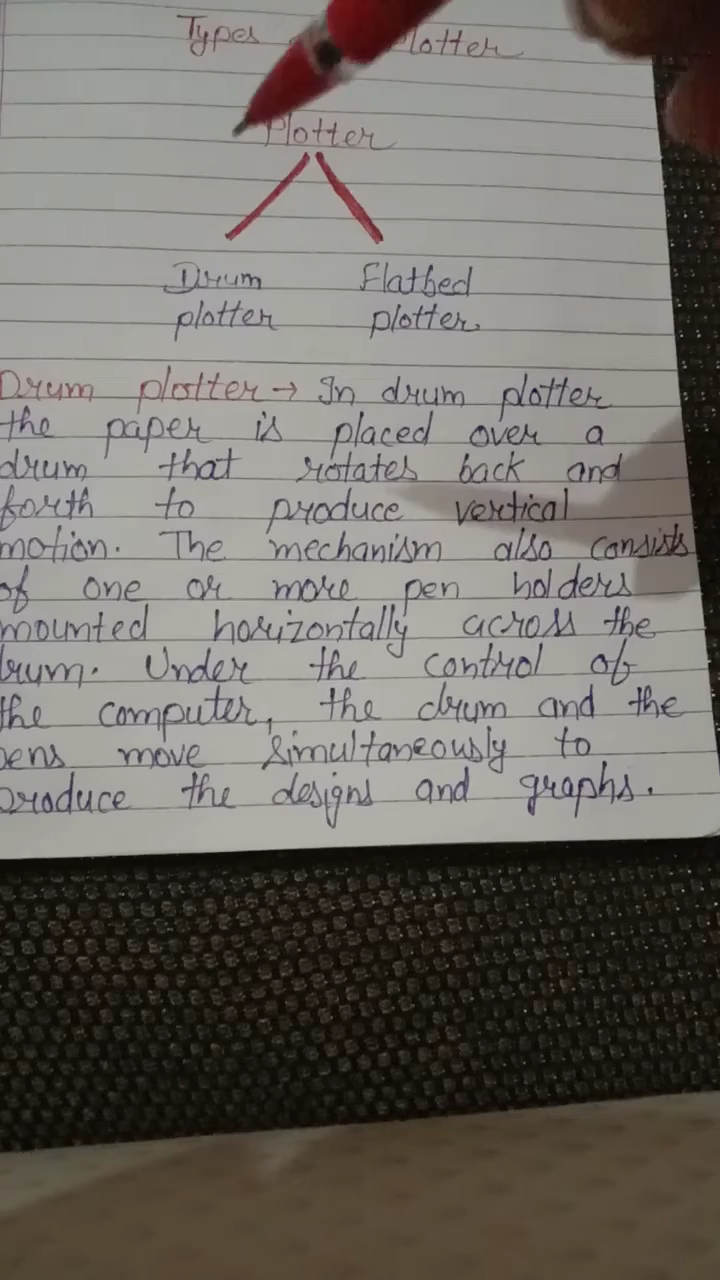 Types Plotter
Plotter
Drum Flatbed
plotter plotter.
Drum plotter → In drum plotter
the paper is placed over a
drum that rotates back and
forth to produce vertical
motion. The mechanism also consists
of one or more pen holders
mounted horizontally across the
rum. Under the control of
the computer, the drum and the
ens move simultaneously to
produce the designs and graphs.